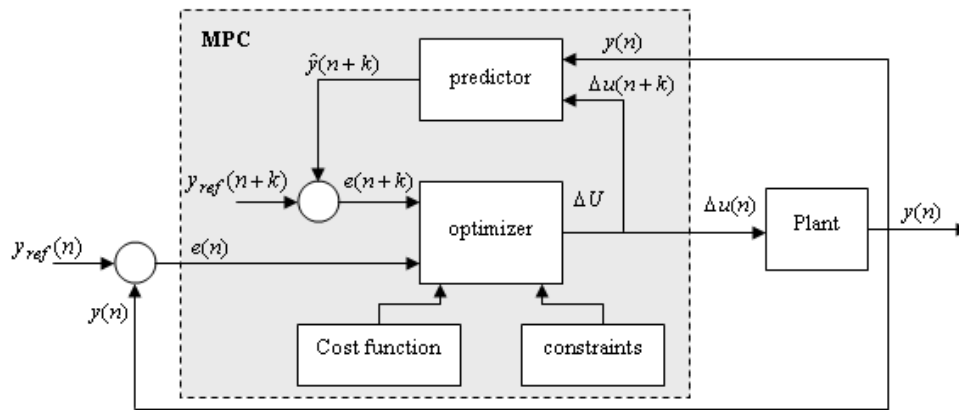 MPC
y(n)
ŷ(n+k)
predictor
Δu(n+k)
y_ref(n+k)
e(n+k)
ΔU
Δu(n)
optimizer
Plant
y(n)
y_ref(n)
e(n)
y(n)
Cost function
constraints